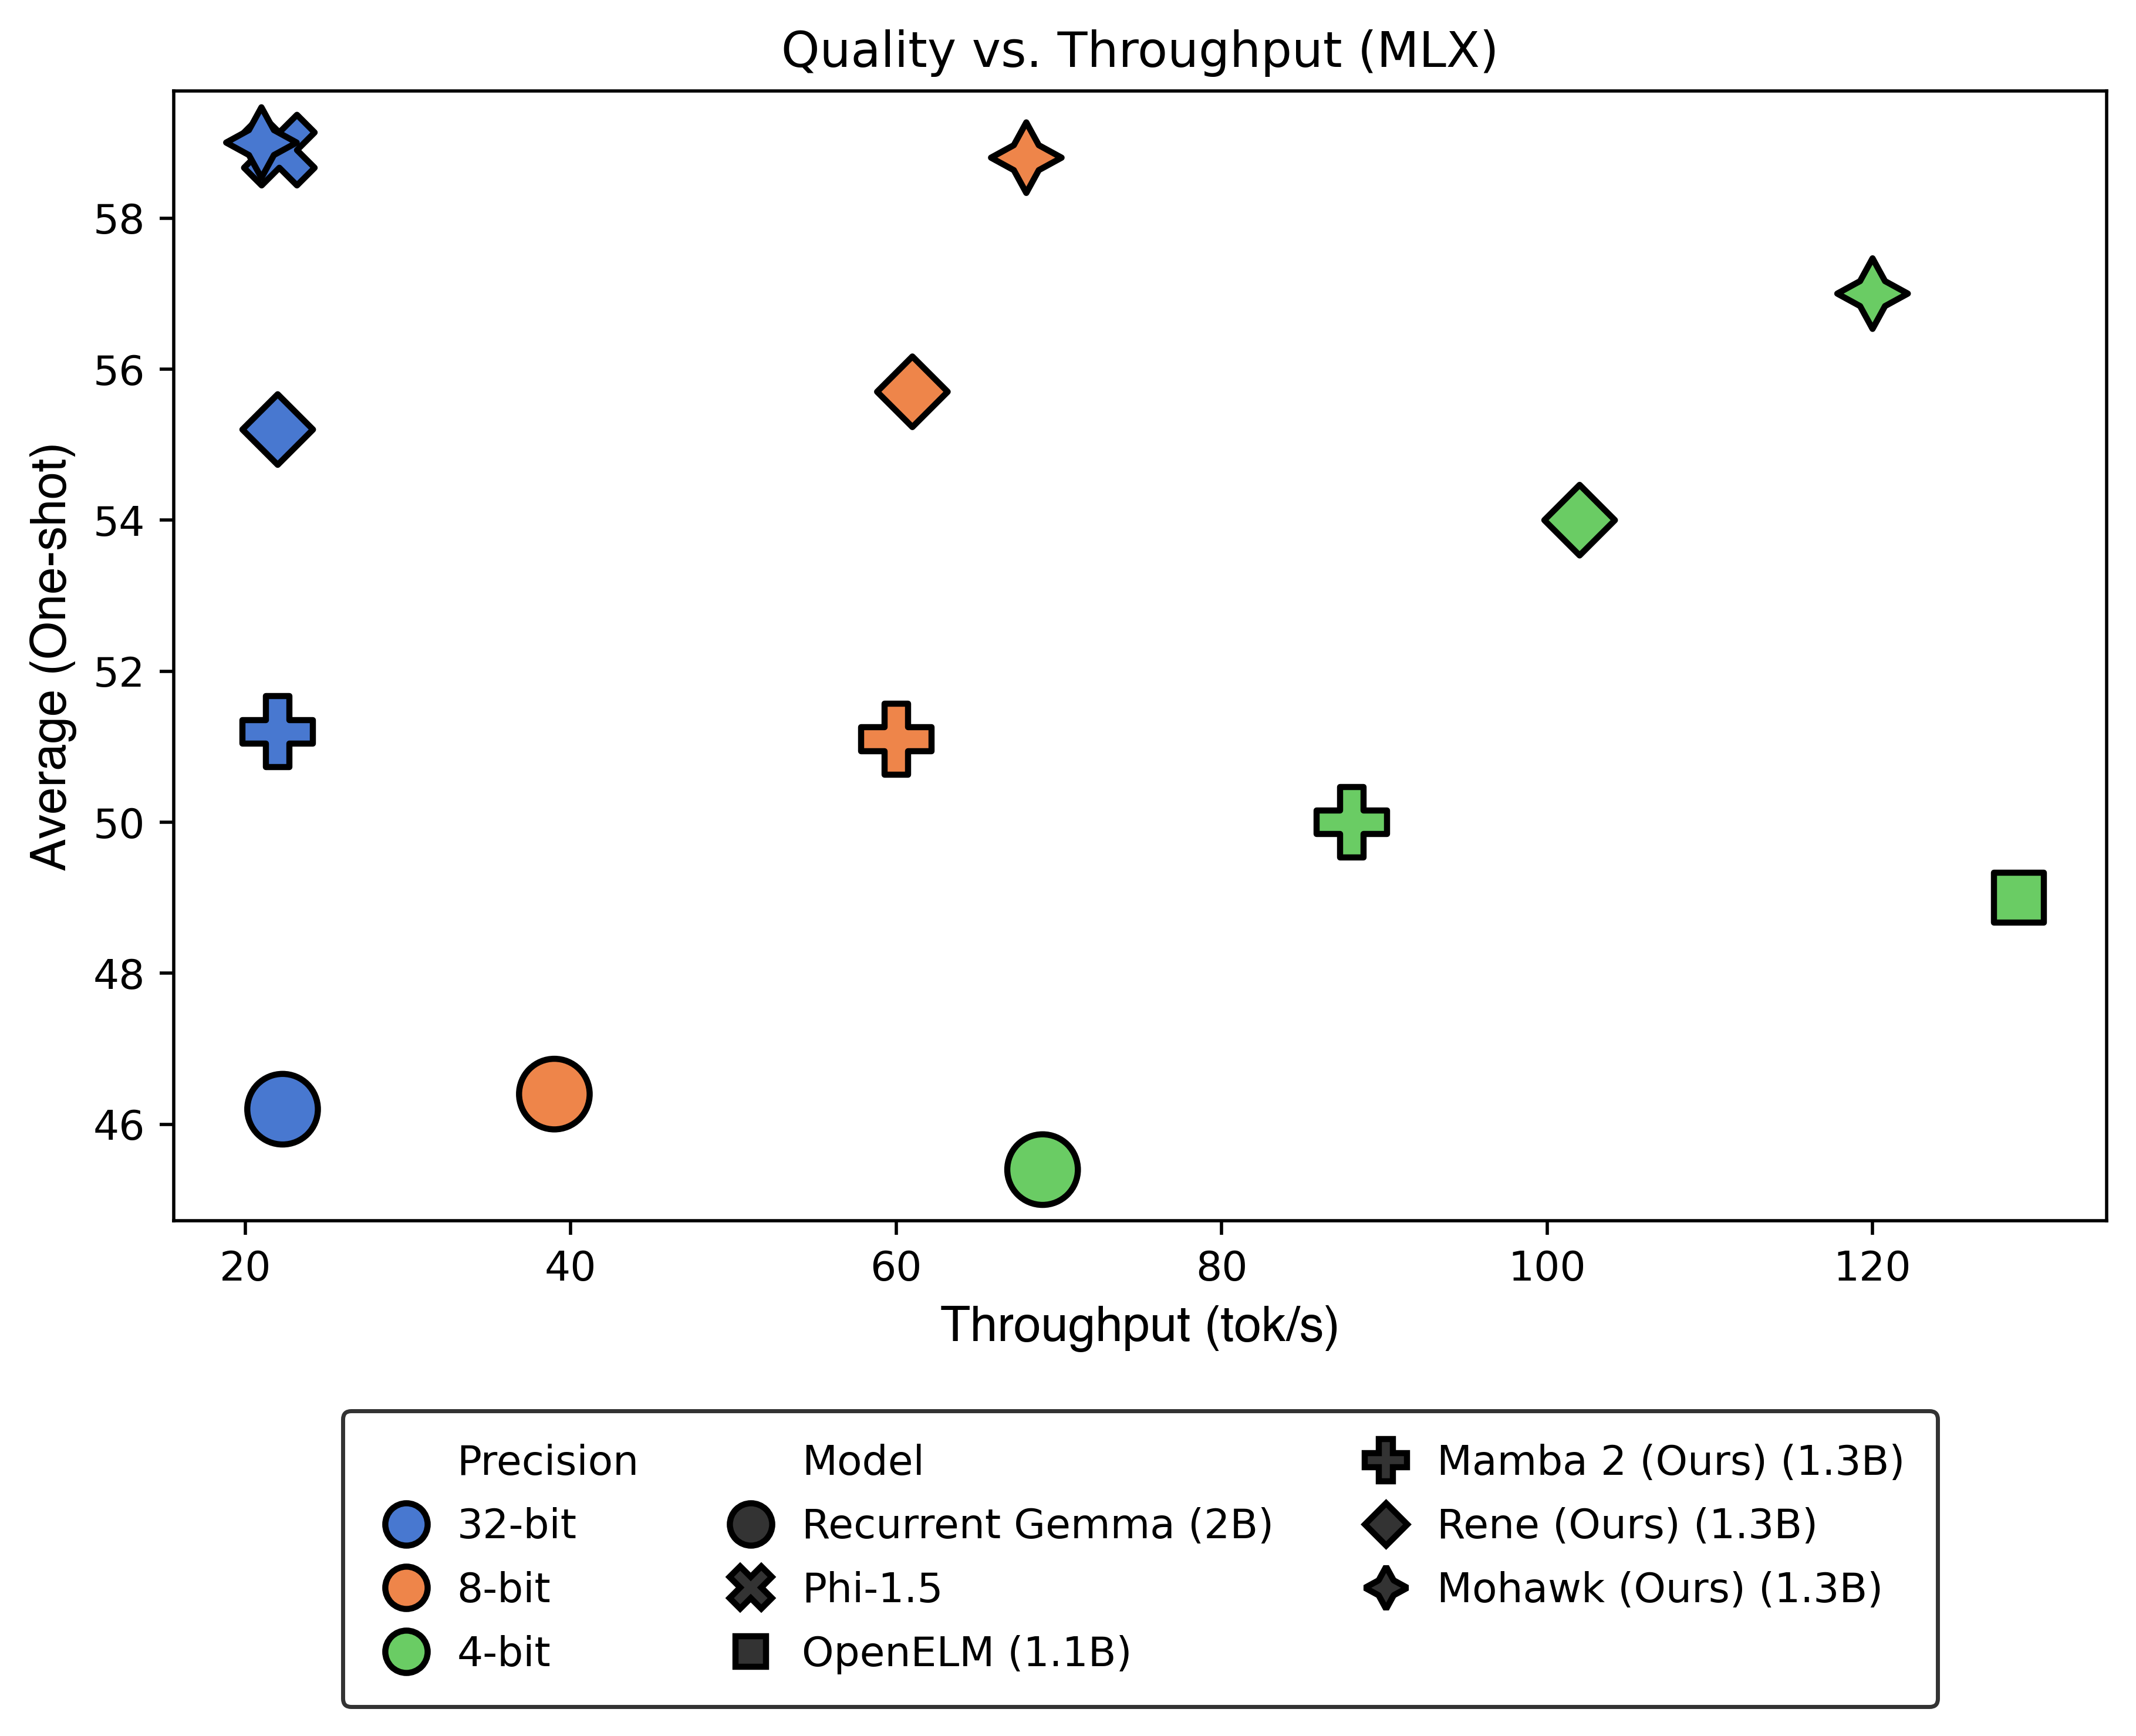 Quality vs. Throughput (MLX)
Average (One-shot)
58
56
54
52
50
48
46
20 40 60 80 100 120
Throughput (tok/s)
Precision
32-bit
8-bit
4-bit
Model
Recurrent Gemma (2B)
Phi-1.5
OpenELM (1.1B)
Mamba 2 (Ours) (1.3B)
Rene (Ours) (1.3B)
Mohawk (Ours) (1.3B)